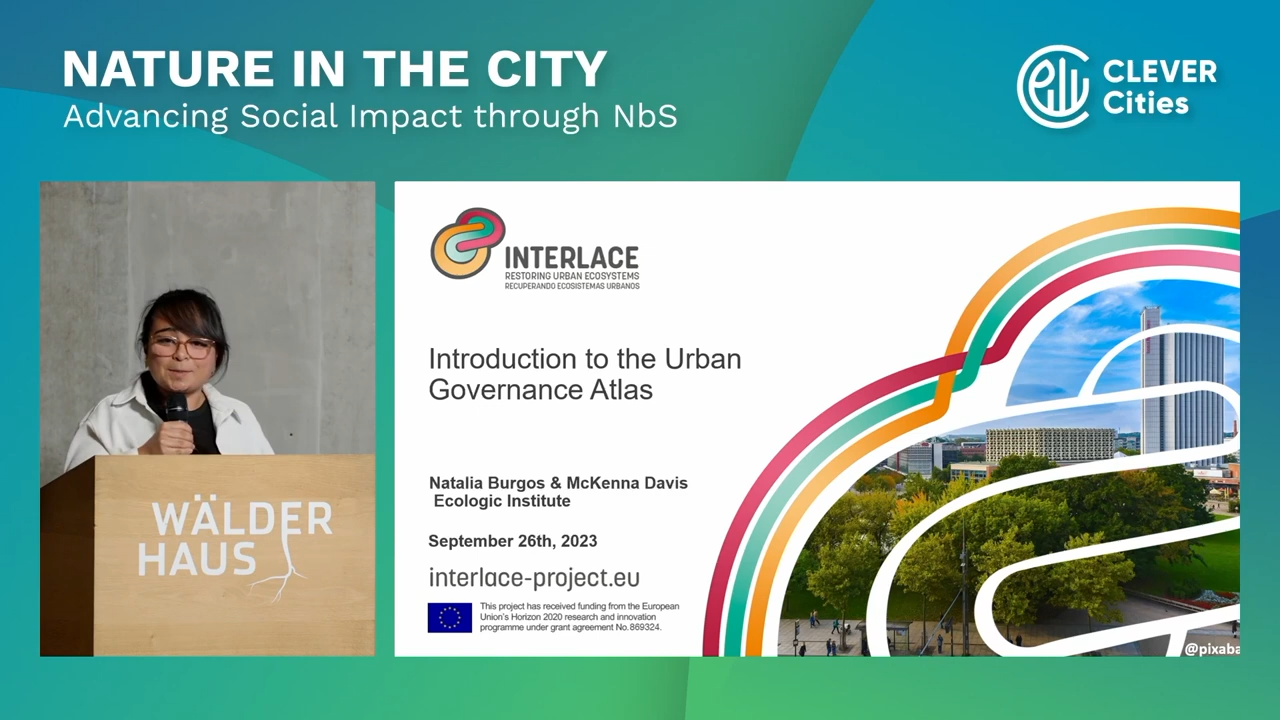 NATURE IN THE CITY
Advancing Social Impact through NbS
CLEVER
Cities
WÄLDER
HAUS
INTERLACE
RESTORING URBAN ECOSYSTEMS
RECUPERANDO ECOSISTEMAS URBANOS
Introduction to the Urban
Governance Atlas
Natalia Burgos & McKenna Davis
Ecologic Institute
September 26th, 2023
interlace-project.eu
This project has received funding from the European
Union's Horizon 2020 research and innovation
programme under grant agreement No.869324.
@pixaba